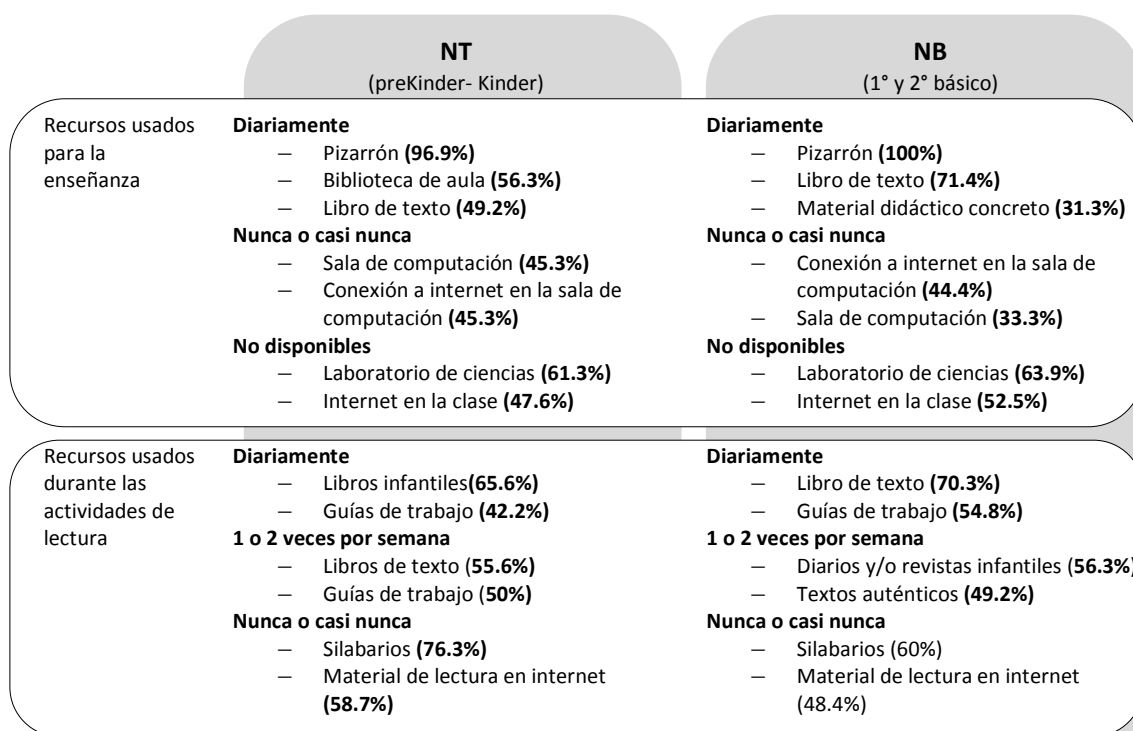 NT
(preKinder- Kinder)
NB
(1° y 2° básico)
Recursos usados
para la
enseñanza
Diariamente
— Pizarrón (96.9%)
— Biblioteca de aula (56.3%)
— Libro de texto (49.2%)
Nunca o casi nunca
— Sala de computación (45.3%)
— Conexión a internet en la sala de
computación (45.3%)
No disponibles
— Laboratorio de ciencias (61.3%)
— Internet en la clase (47.6%)
Diariamente
— Pizarrón (100%)
— Libro de texto (71.4%)
— Material didáctico concreto (31.3%)
Nunca o casi nunca
— Conexión a internet en la sala de
computación (44.4%)
— Sala de computación (33.3%)
No disponibles
— Laboratorio de ciencias (63.9%)
— Internet en la clase (52.5%)
Recursos usados
durante las
actividades de
lectura
Diariamente
— Libros infantiles(65.6%)
— Guías de trabajo (42.2%)
1 o 2 veces por semana
— Libros de texto (55.6%)
— Guías de trabajo (50%)
Nunca o casi nunca
— Silabarios (76.3%)
— Material de lectura en internet
(58.7%)
Diariamente
— Libro de texto (70.3%)
— Guías de trabajo (54.8%)
1 o 2 veces por semana
— Diarios y/o revistas infantiles (56.3%)
— Textos auténticos (49.2%)
Nunca o casi nunca
— Silabarios (60%)
— Material de lectura en internet
(48.4%)